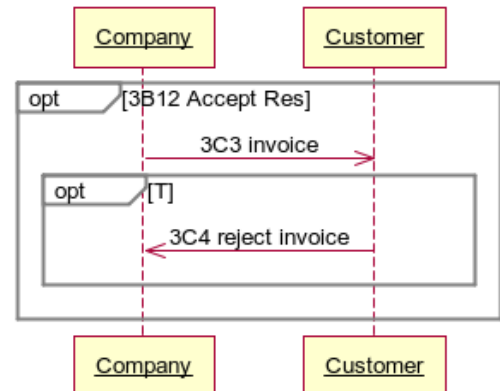 Company Customer
opt [3B12 Accept Res]
3C3 invoice
opt [T]
3C4 reject invoice
Company Customer